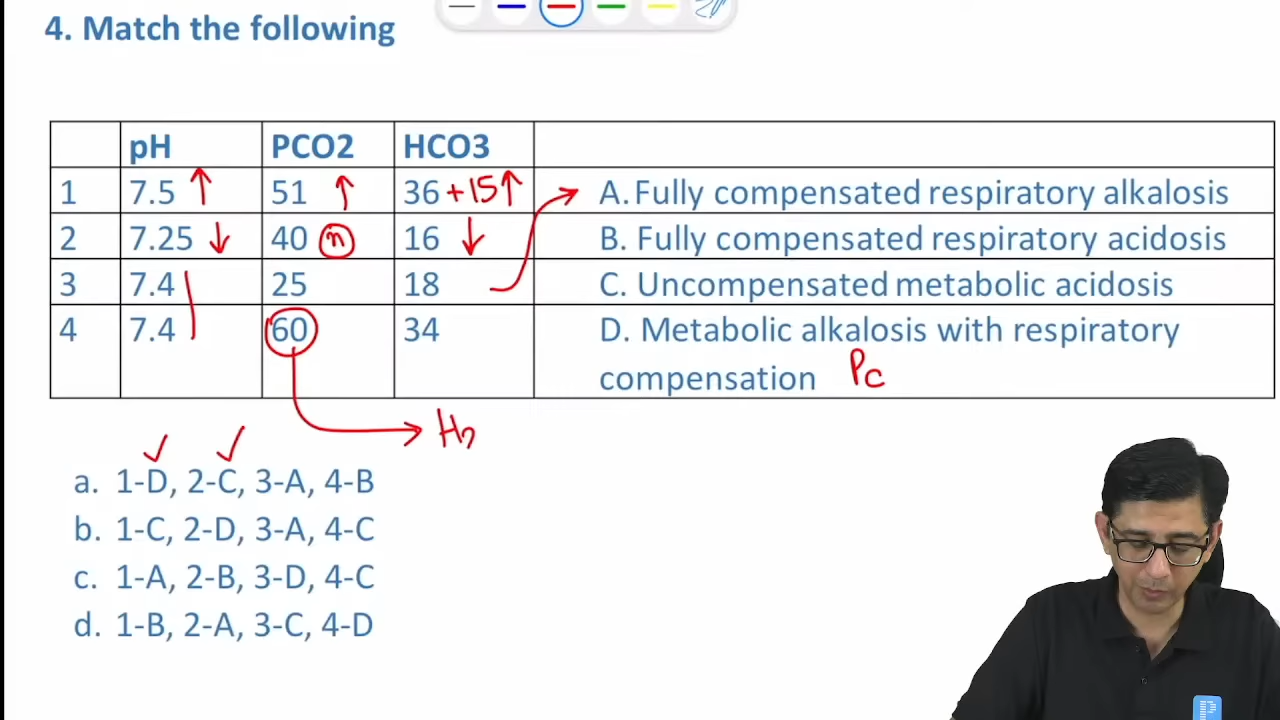 4. Match the following
pH PCO2 HCO3
1 7.5 ↑ 51 ↑ 36 +15↑ A. Fully compensated respiratory alkalosis
2 7.25 ↓ 40 n 16 ↓ B. Fully compensated respiratory acidosis
3 7.4 25 18 C. Uncompensated metabolic acidosis
4 7.4 60 34 D. Metabolic alkalosis with respiratory
compensation Pc
a. 1-D, 2-C, 3-A, 4-B
b. 1-C, 2-D, 3-A, 4-C
c. 1-A, 2-B, 3-D, 4-C
d. 1-B, 2-A, 3-C, 4-D